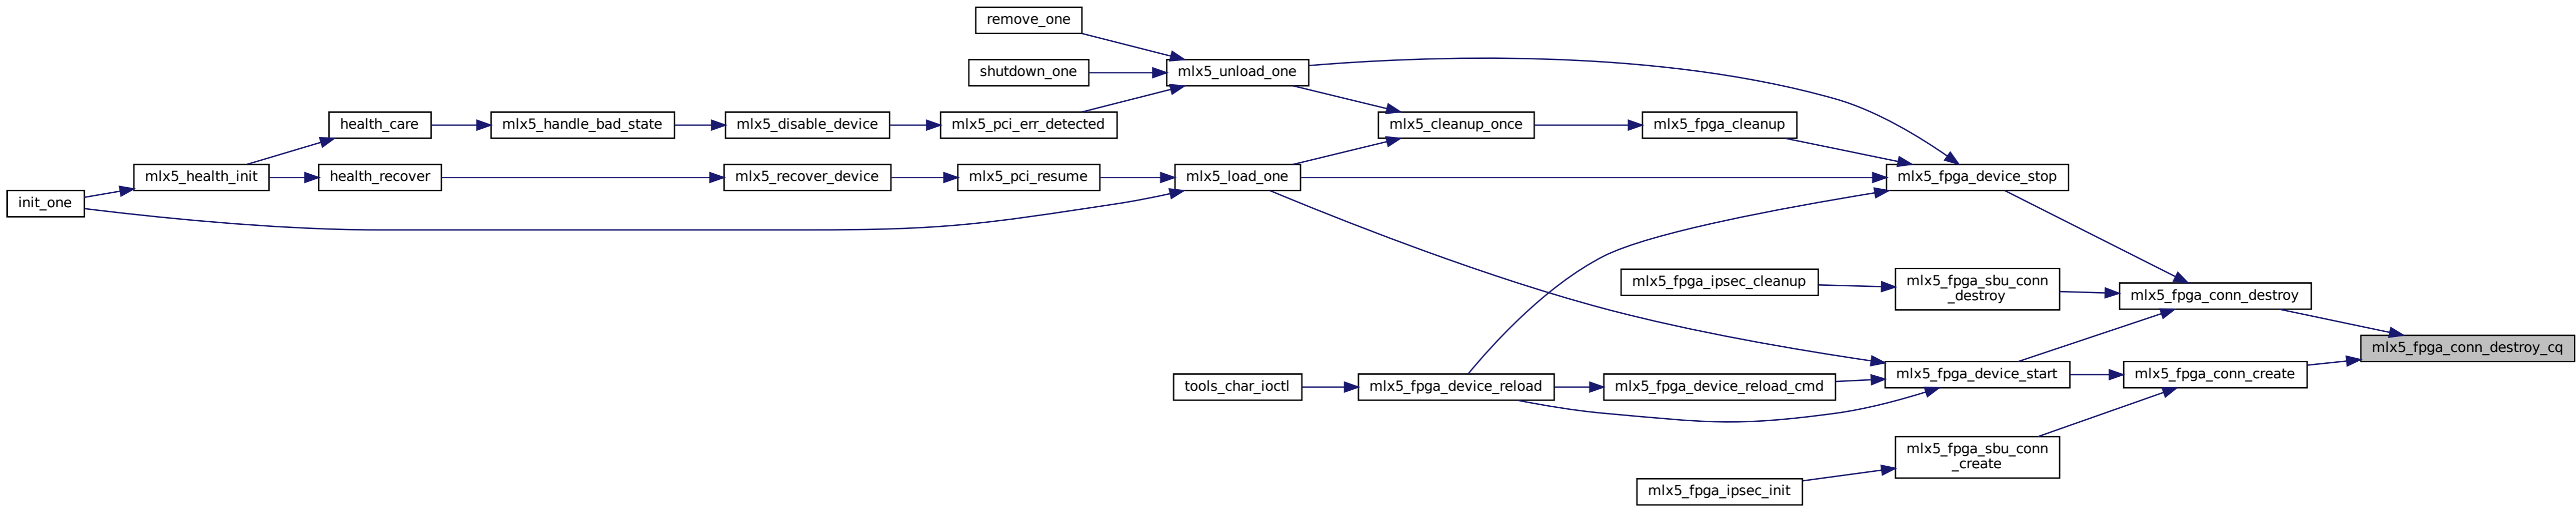 remove_one
shutdown_one
mlx5_unload_one
health_care
mlx5_handle_bad_state
mlx5_disable_device
mlx5_pci_err_detected
mlx5_cleanup_once
mlx5_fpga_cleanup
mlx5_health_init
health_recover
mlx5_recover_device
mlx5_pci_resume
mlx5_load_one
mlx5_fpga_device_stop
init_one
mlx5_fpga_ipsec_cleanup
mlx5_fpga_sbu_conn
_destroy
mlx5_fpga_conn_destroy
mlx5_fpga_conn_destroy_cq
tools_char_ioctl
mlx5_fpga_device_reload
mlx5_fpga_device_reload_cmd
mlx5_fpga_device_start
mlx5_fpga_conn_create
mlx5_fpga_sbu_conn
_create
mlx5_fpga_ipsec_init